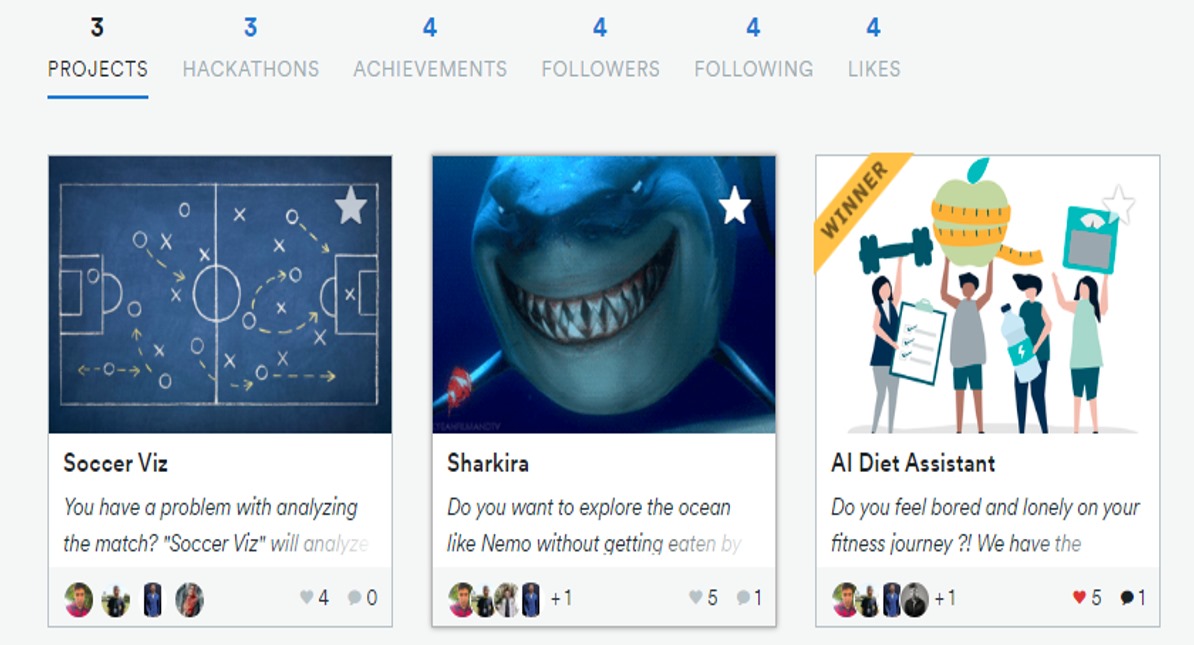 3 3 4 4 4 4
PROJECTS HACKATHONS ACHIEVEMENTS FOLLOWERS FOLLOWING LIKES
WINNER
YEAHFILMANDTV
Soccer Viz
You have a problem with analyzing
the match? "Soccer Viz" will analyze
4 0
Sharkira
Do you want to explore the ocean
like Nemo without getting eaten by
+1 5 1
AI Diet Assistant
Do you feel bored and lonely on your
fitness journey ?! We have the
+1 5 1